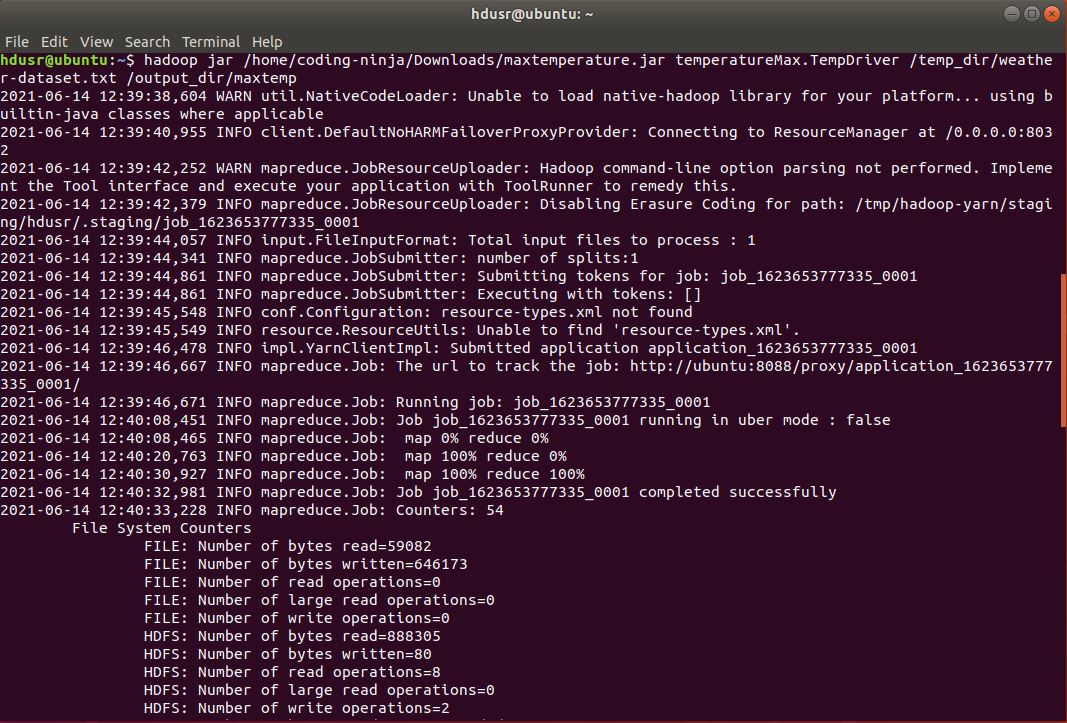 hdusr@ubuntu: ~
File Edit View Search Terminal Help
hdusr@ubuntu:~$ hadoop jar /home/coding-ninja/Downloads/maxtemperature.jar temperatureMax.TempDriver /temp_dir/weathe
r-dataset.txt /output_dir/maxtemp
2021-06-14 12:39:38,604 WARN util.NativeCodeLoader: Unable to load native-hadoop library for your platform... using b
uiltin-java classes where applicable
2021-06-14 12:39:40,955 INFO client.DefaultNoHARMFailoverProxyProvider: Connecting to ResourceManager at /0.0.0.0:803
2
2021-06-14 12:39:42,252 WARN mapreduce.JobResourceUploader: Hadoop command-line option parsing not performed. Impleme
nt the Tool interface and execute your application with ToolRunner to remedy this.
2021-06-14 12:39:42,379 INFO mapreduce.JobResourceUploader: Disabling Erasure Coding for path: /tmp/hadoop-yarn/stagi
ng/hdusr/.staging/job_1623653777335_0001
2021-06-14 12:39:44,057 INFO input.FileInputFormat: Total input files to process : 1
2021-06-14 12:39:44,341 INFO mapreduce.JobSubmitter: number of splits:1
2021-06-14 12:39:44,861 INFO mapreduce.JobSubmitter: Submitting tokens for job: job_1623653777335_0001
2021-06-14 12:39:44,861 INFO mapreduce.JobSubmitter: Executing with tokens: []
2021-06-14 12:39:45,548 INFO conf.Configuration: resource-types.xml not found
2021-06-14 12:39:45,549 INFO resource.ResourceUtils: Unable to find 'resource-types.xml'.
2021-06-14 12:39:46,478 INFO impl.YarnClientImpl: Submitted application application_1623653777335_0001
2021-06-14 12:39:46,667 INFO mapreduce.Job: The url to track the job: http://ubuntu:8088/proxy/application_1623653777
335_0001/
2021-06-14 12:39:46,671 INFO mapreduce.Job: Running job: job_1623653777335_0001
2021-06-14 12:40:08,451 INFO mapreduce.Job: Job job_1623653777335_0001 running in uber mode : false
2021-06-14 12:40:08,465 INFO mapreduce.Job:  map 0% reduce 0%
2021-06-14 12:40:20,763 INFO mapreduce.Job:  map 100% reduce 0%
2021-06-14 12:40:30,927 INFO mapreduce.Job:  map 100% reduce 100%
2021-06-14 12:40:32,981 INFO mapreduce.Job: Job job_1623653777335_0001 completed successfully
2021-06-14 12:40:33,228 INFO mapreduce.Job: Counters: 54
File System Counters
FILE: Number of bytes read=59082
FILE: Number of bytes written=646173
FILE: Number of read operations=0
FILE: Number of large read operations=0
FILE: Number of write operations=0
HDFS: Number of bytes read=888305
HDFS: Number of bytes written=80
HDFS: Number of read operations=8
HDFS: Number of large read operations=0
HDFS: Number of write operations=2